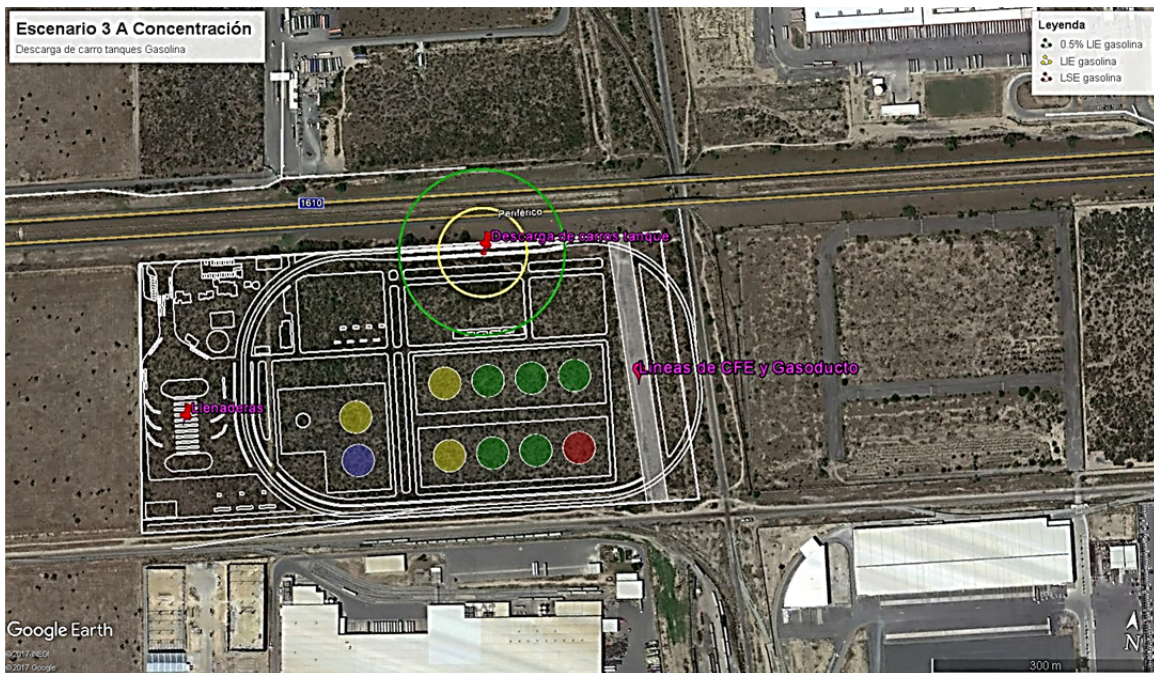 Escenario 3 A Concentración
Descarga de carro tanques Gasolina
Leyenda
0.5% LIE gasolina
LIE gasolina
LSE gasolina
1610
Periférico
Descarga de carros tanque
Lineas de CFE y Gasoducto
Llenaderas
Google Earth
©2017 INEGI
©2017 Google
N
300 m